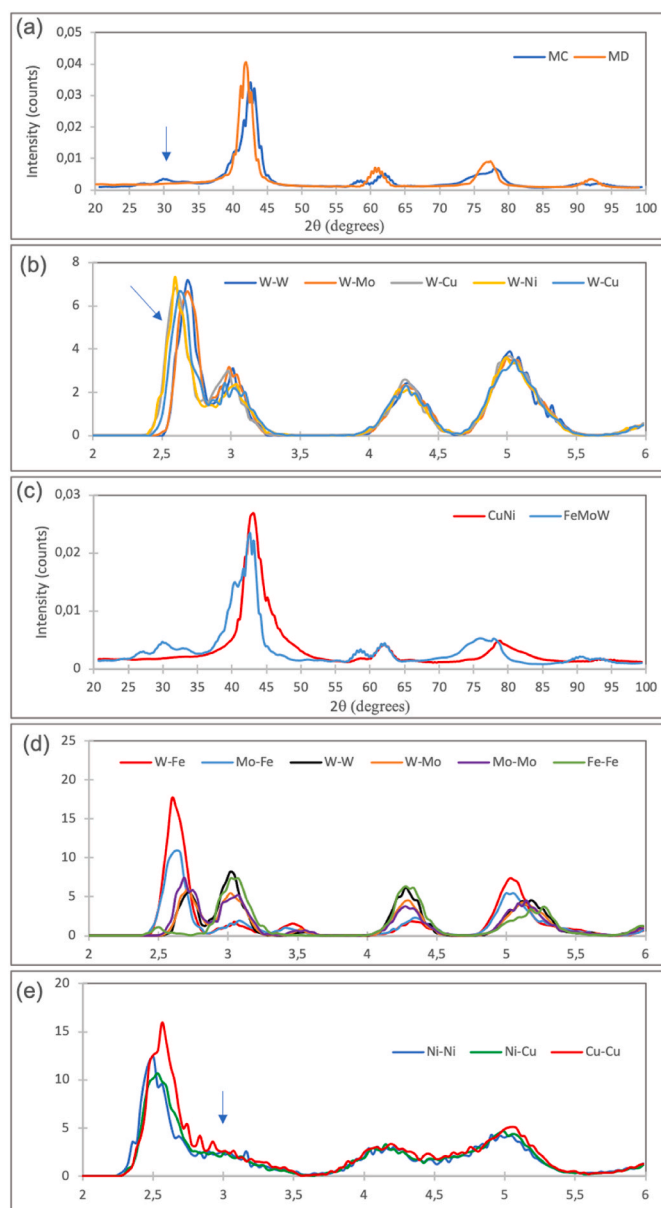 (a)
0,05
0,04
0,03
0,02
0,01
0
Intensity (counts)
MC MD
20 25 30 35 40 45 50 55 60 65 70 75 80 85 90 95 100
2θ (degrees)
(b)
8
6
4
2
0
W-W W-Mo W-Cu W-Ni W-Cu
2 2,5 3 3,5 4 4,5 5 5,5 6
(c)
0,03
0,02
0,01
0
Intensity (counts)
CuNi FeMoW
20 25 30 35 40 45 50 55 60 65 70 75 80 85 90 95 100
2θ (degrees)
(d)
25
20
15
10
5
0
W-Fe Mo-Fe W-W W-Mo Mo-Mo Fe-Fe
2 2,5 3 3,5 4 4,5 5 5,5 6
(e)
20
15
10
5
0
Ni-Ni Ni-Cu Cu-Cu
2 2,5 3 3,5 4 4,5 5 5,5 6